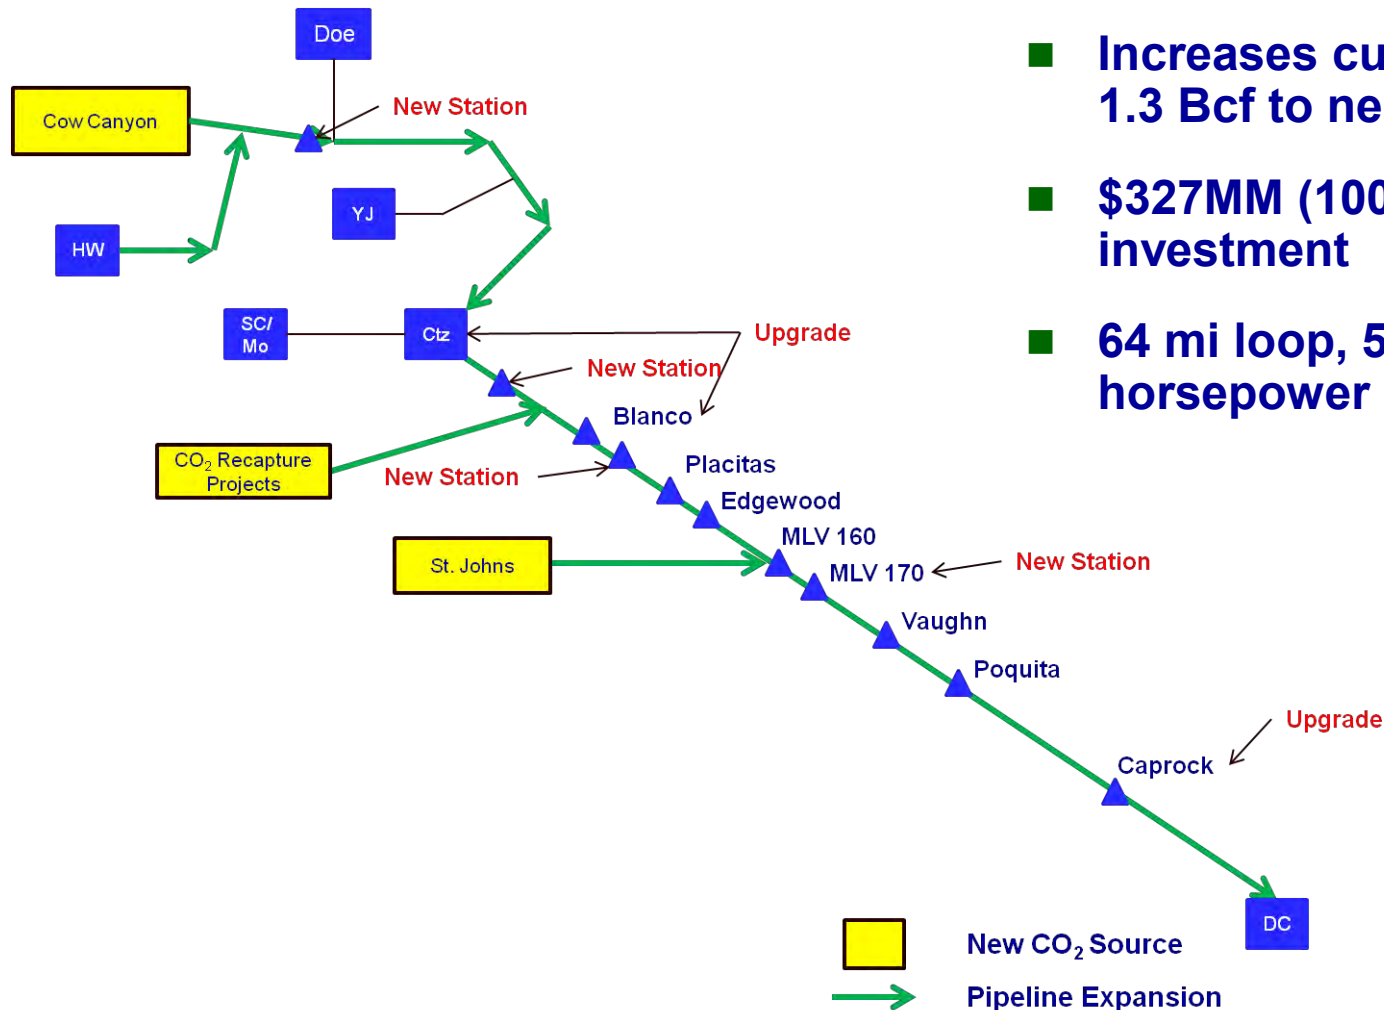 Doe
Cow Canyon
New Station
YJ
HW
SC/
Mo
Ctz
Upgrade
New Station
Blanco
CO₂ Recapture
Projects
New Station
Placitas
Edgewood
MLV 160
St. Johns
MLV 170
New Station
Vaughn
Poquita
Upgrade
Caprock
DC
New CO₂ Source
Pipeline Expansion
■ Increases cu
1.3 Bcf to ne
■ $327MM (100
investment
■ 64 mi loop, 5
horsepower